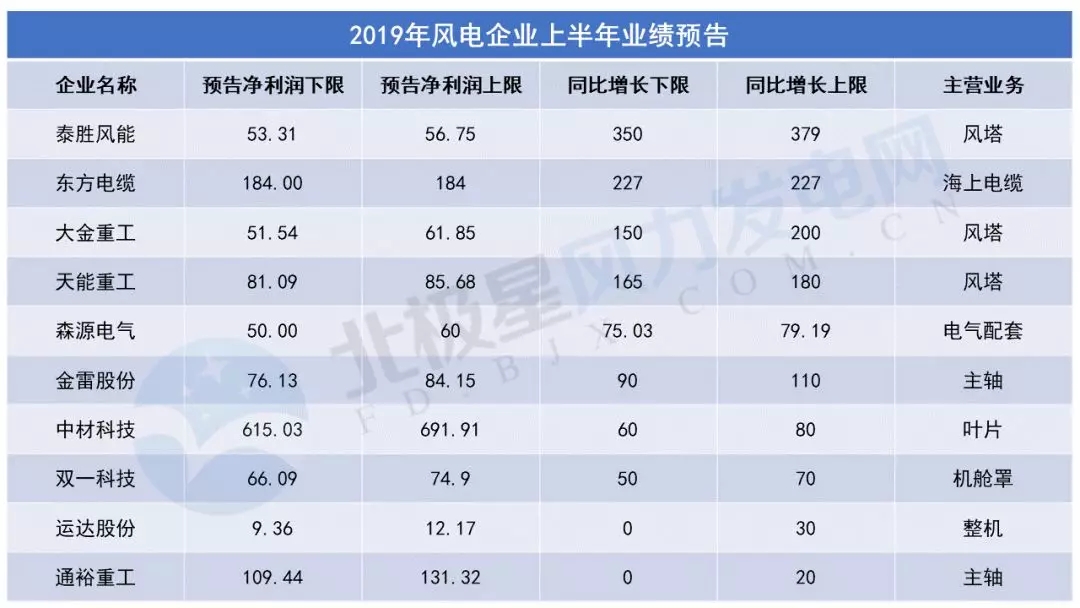 2019年风电企业上半年业绩预告
企业名称 预告净利润下限 预告净利润上限 同比增长下限 同比增长上限 主营业务
泰胜风能 53.31 56.75 350 379 风塔
东方电缆 184.00 184 227 227 海上电缆
大金重工 51.54 61.85 150 200 风塔
天能重工 81.09 85.68 165 180 风塔
森源电气 50.00 60 75.03 79.19 电气配套
金雷股份 76.13 84.15 90 110 主轴
中材科技 615.03 691.91 60 80 叶片
双一科技 66.09 74.9 50 70 机舱罩
运达股份 9.36 12.17 0 30 整机
通裕重工 109.44 131.32 0 20 主轴
北极星风力发电网
FD.BJX.COM.CN